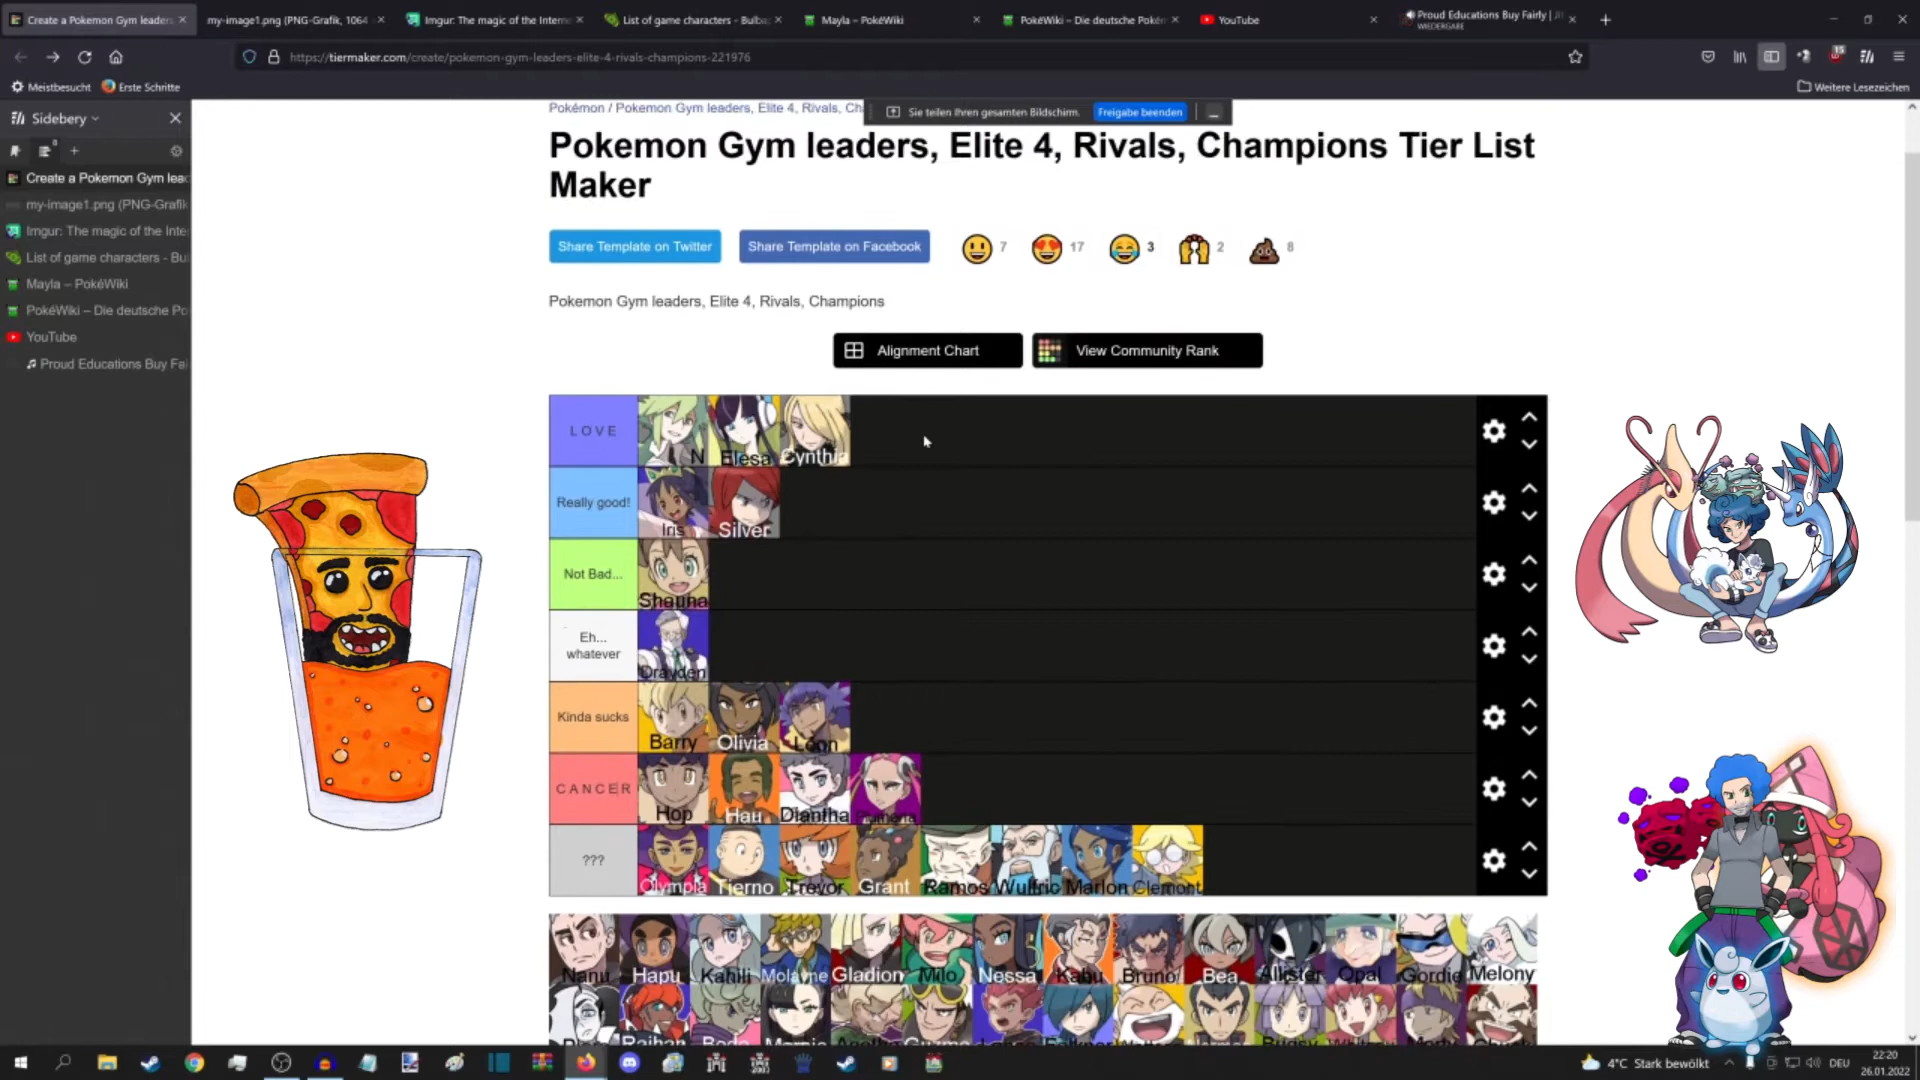 Create a Pokemon Gym leaders
my-image1.png (PNG-Grafik, 1064
Imgur: The magic of the Intern
List of game characters - Bulba
Mayla – PokéWiki
PokéWiki – Die deutsche Pokém
YouTube
Proud Educations Buy Fairly |
WIEDERGABE
https://tiermaker.com/create/pokemon-gym-leaders-elite-4-rivals-champions-221976
15
Meistbesucht
Erste Schritte
Weitere Lesezeichen
Sidebery
Create a Pokemon Gym lead
my-image1.png (PNG-Grafik
Imgur: The magic of the Inte
List of game characters - Bu
Mayla – PokéWiki
PokéWiki – Die deutsche Po
YouTube
Proud Educations Buy Fai
Pokémon / Pokemon Gym leaders, Elite 4, Rivals, Ch
Sie teilen Ihren gesamten Bildschirm.
Freigabe beenden
Pokemon Gym leaders, Elite 4, Rivals, Champions Tier List
Maker
Share Template on Twitter
Share Template on Facebook
7
17
3
2
8
Pokemon Gym leaders, Elite 4, Rivals, Champions
Alignment Chart
View Community Rank
L O V E
N
Elesa
Cynthia
Really good!
Iris
Silver
Not Bad...
Shauna
Eh...
whatever
Drayden
Kinda sucks
Barry
Olivia
Leon
C A N C E R
Hop
Hau
Diantha
???
Olympia
Tierno
Trevor
Grant
Ramos
Wulfric
Marlon
Clemont
Nanu
Hapu
Kahili
Molayne
Gladion
Milo
Nessa
Kabu
Bruno
Bea
Allister
Opal
Gordie
Melony
Raihan
Bede
Marnie
4°C Stark bewölkt
DEU
22:20
26.01.2022